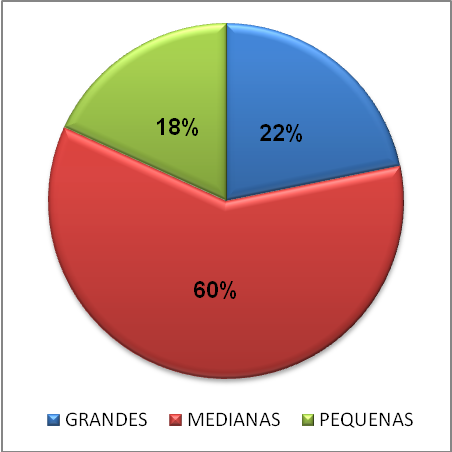 18%
22%
60%
GRANDES MEDIANAS PEQUENAS